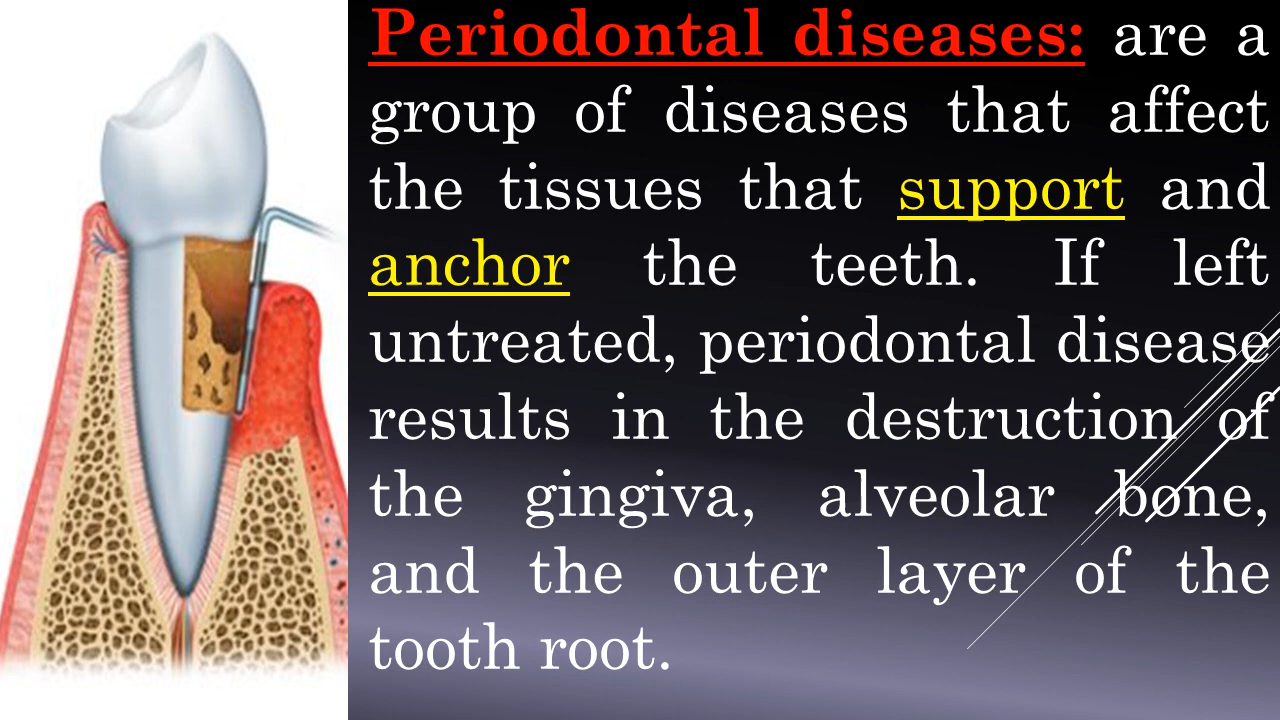 Periodontal diseases: are a
group of diseases that affect
the tissues that support and
anchor the teeth. If left
untreated, periodontal disease
results in the destruction of
the gingiva, alveolar bone,
and the outer layer of the
tooth root.